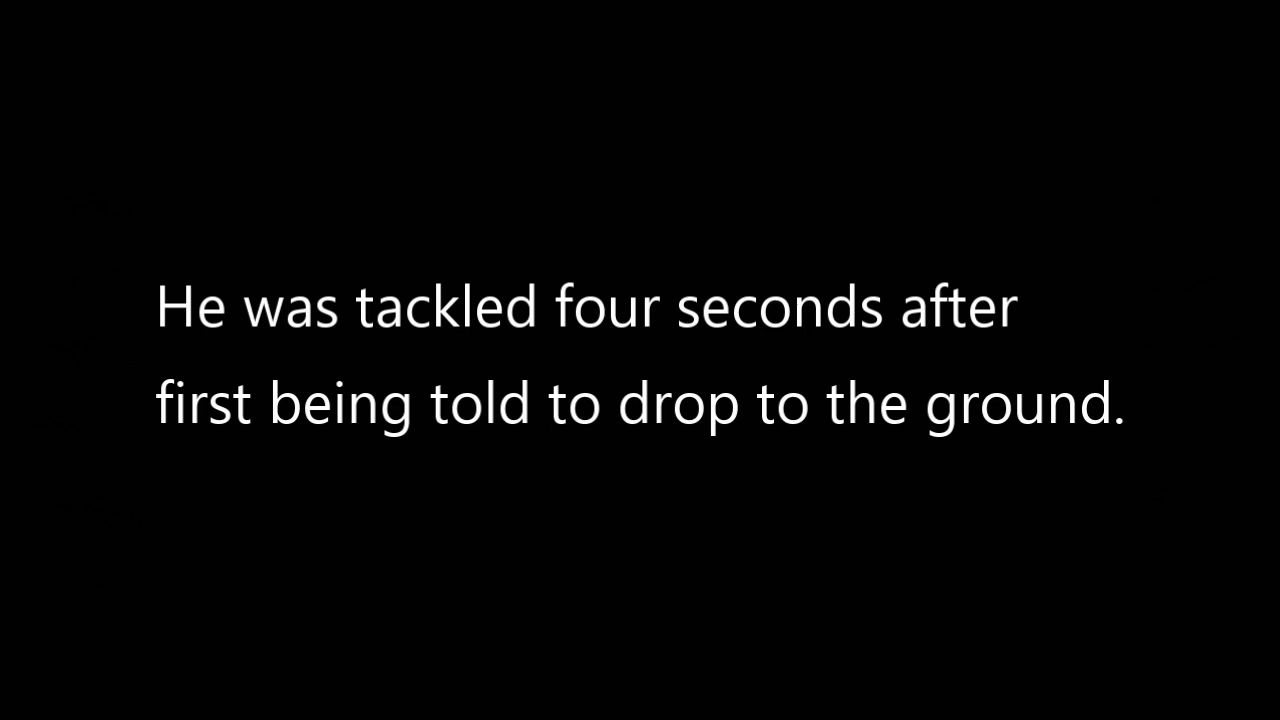 He was tackled four seconds after
first being told to drop to the ground.